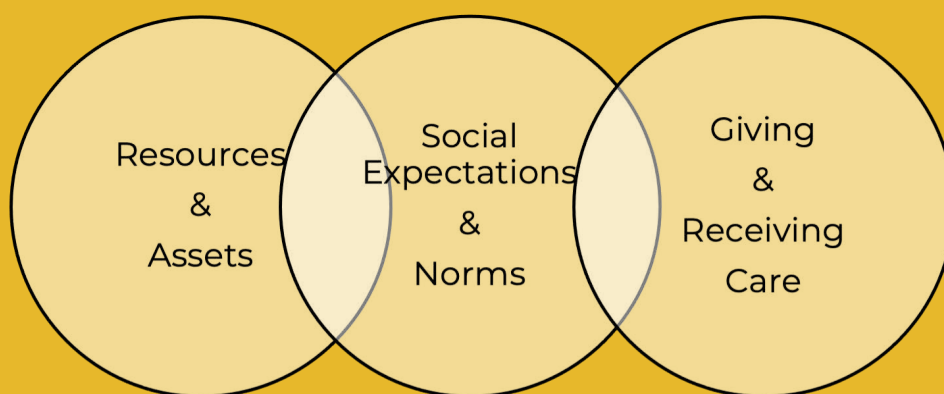 Resources
&
Assets
Social
Expectations
&
Norms
Giving
&
Receiving
Care